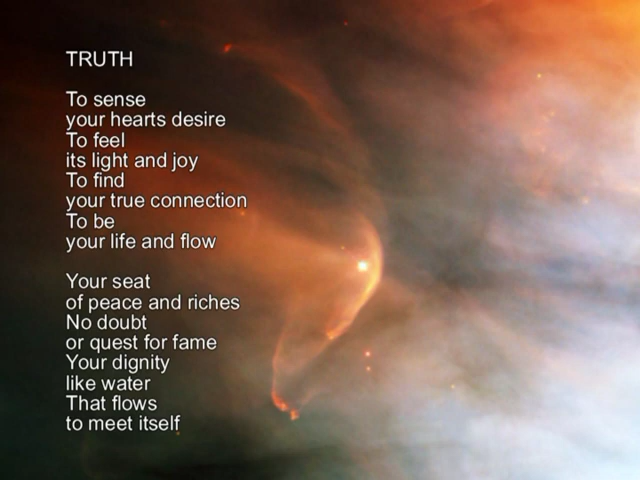 TRUTH
To sense
your hearts desire
To feel
its light and joy
To find
your true connection
To be
your life and flow
Your seat
of peace and riches
No doubt
or quest for fame
Your dignity
like water
That flows
to meet itself